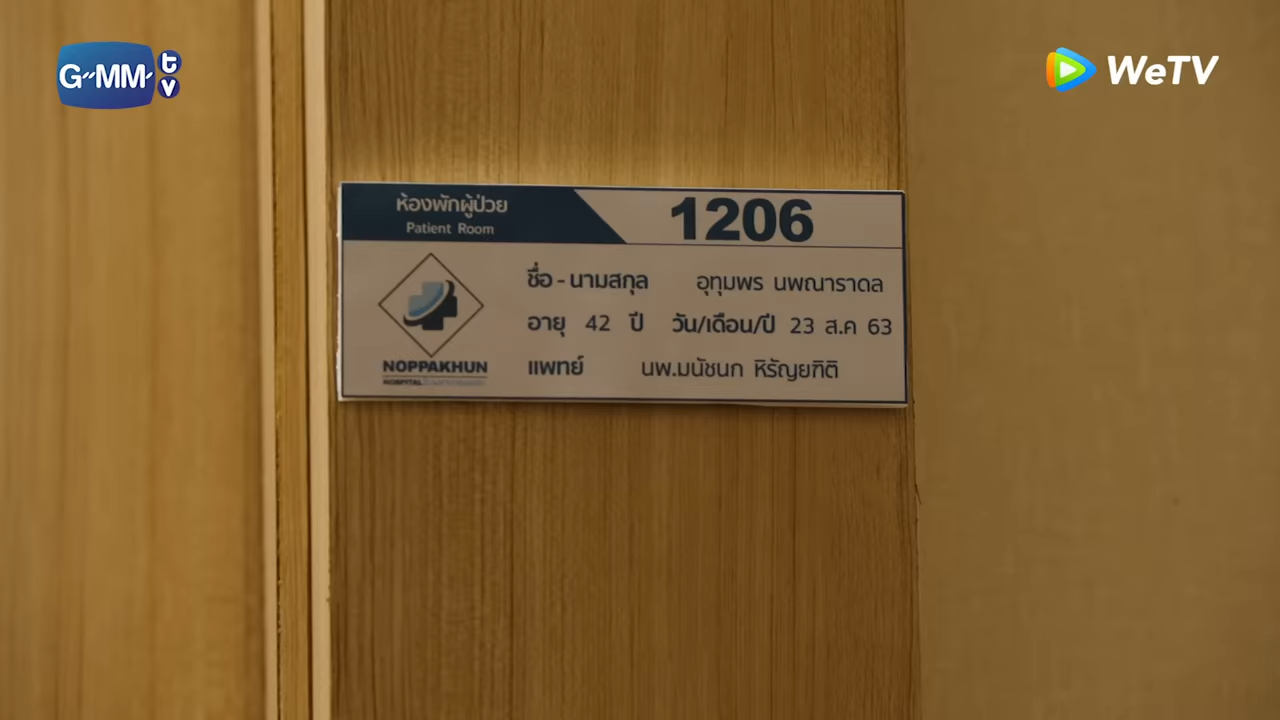 GMM tv
WeTV
ห้องพักผู้ป่วย
Patient Room
1206
ชื่อ - นามสกุล อุทุมพร นพณาราดล
อายุ 42 ปี วัน/เดือน/ปี 23 ส.ค 63
แพทย์ นพ.มนัชนก หิรัญยฑิติ
NOPPAKHUN
HOSPITAL